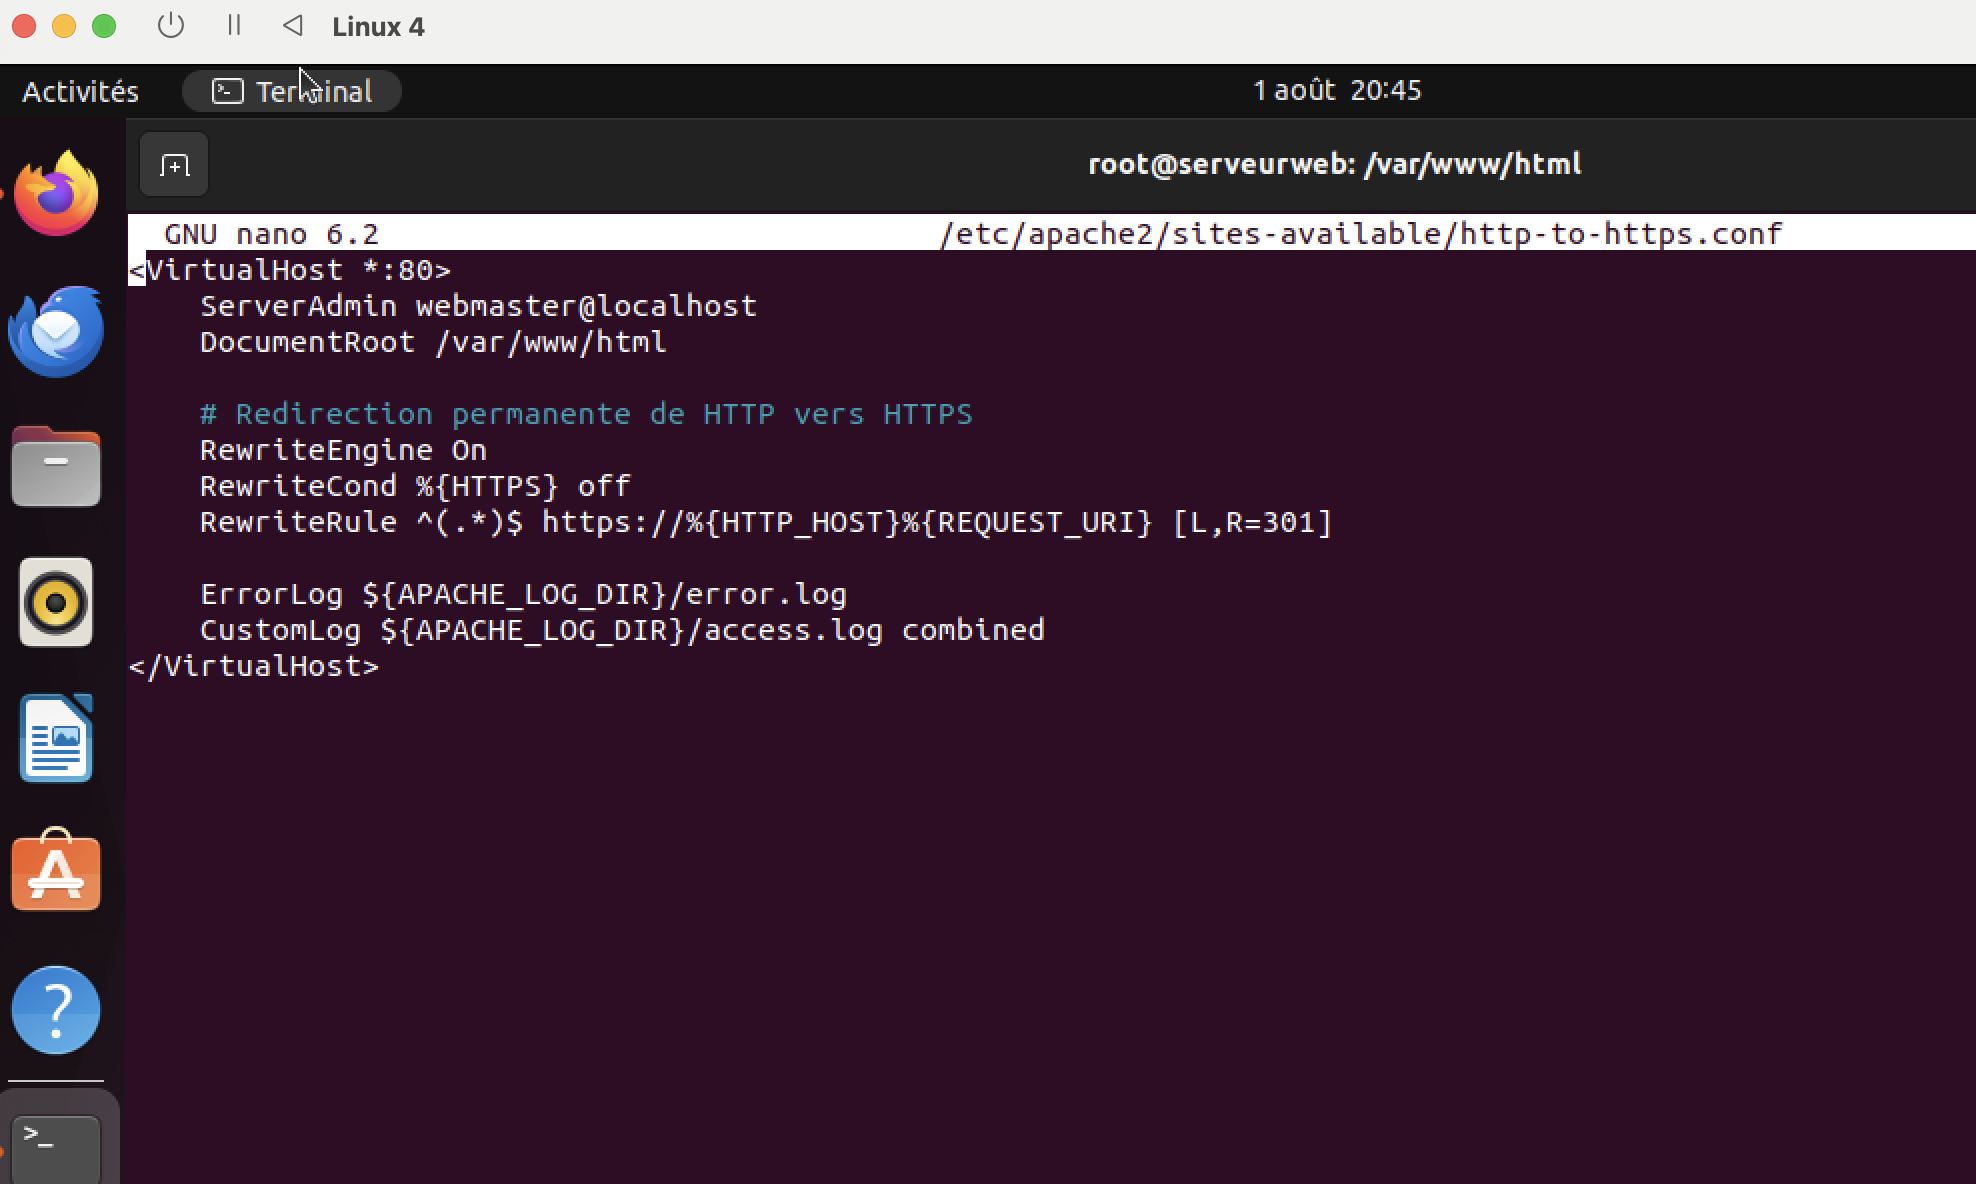 Linux 4
Activités
Terminal
1 août 20:45
root@serveurweb: /var/www/html
GNU nano 6.2 /etc/apache2/sites-available/http-to-https.conf
<VirtualHost *:80>
    ServerAdmin webmaster@localhost
    DocumentRoot /var/www/html
    # Redirection permanente de HTTP vers HTTPS
    RewriteEngine On
    RewriteCond %{HTTPS} off
    RewriteRule ^(.*)$ https://%{HTTP_HOST}%{REQUEST_URI} [L,R=301]
    ErrorLog ${APACHE_LOG_DIR}/error.log
    CustomLog ${APACHE_LOG_DIR}/access.log combined
</VirtualHost>